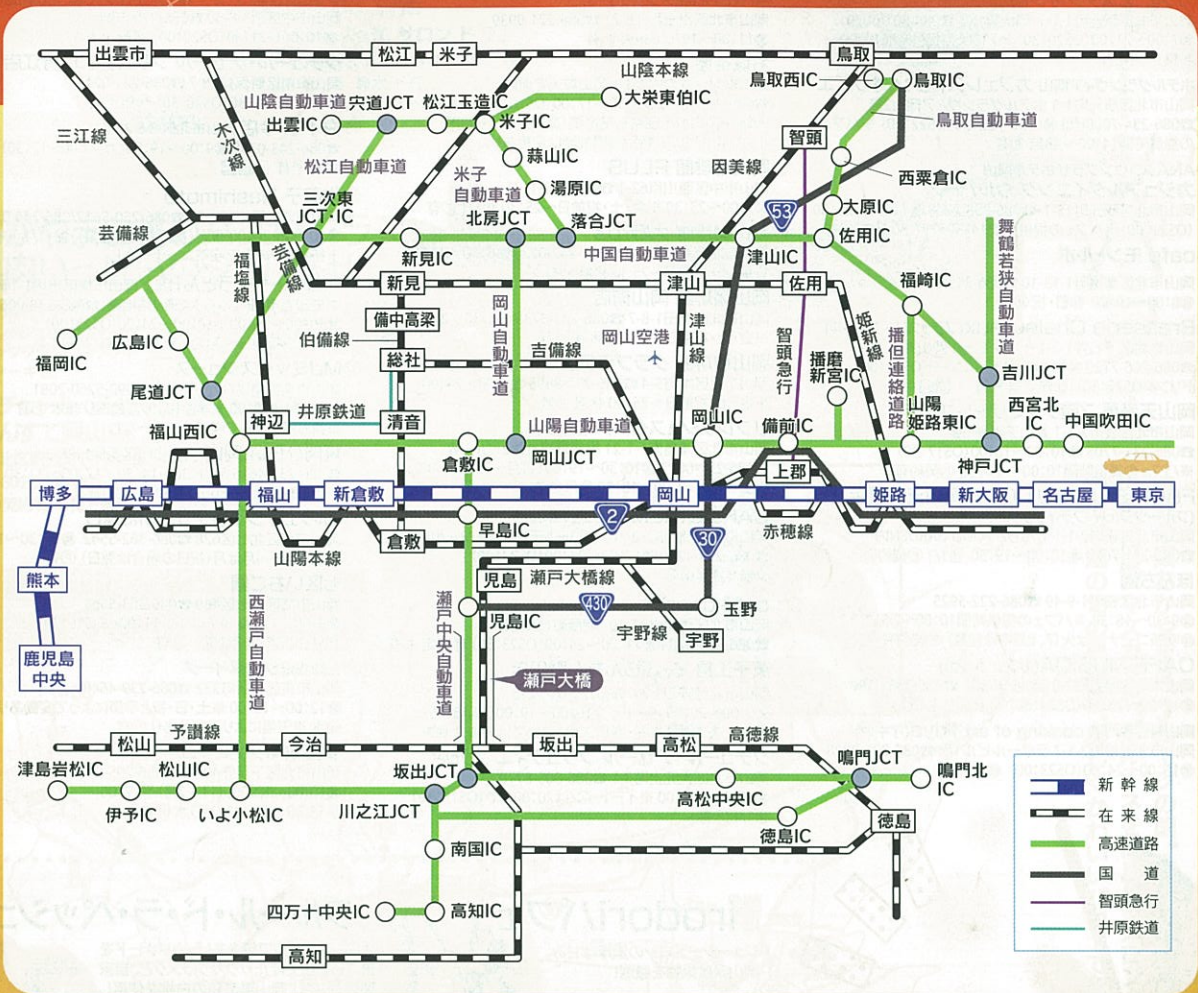 出雲市
松江
米子
鳥取
山陰本線
鳥取西IC
鳥取IC
大栄東伯IC
山陰自動車道
宍道JCT
松江玉造IC
出雲IC
米子IC
鳥取自動車道
三江線
木次線
智頭
松江自動車道
蒜山IC
因美線
西粟倉IC
米子
自動車道
湯原IC
三次東
JCT・IC
北房JCT
落合JCT
53
大原IC
芸備線
福塩線
芸備線
新見IC
中国自動車道
津山IC
佐用IC
舞鶴若狭自動車道
新見
津山
佐用
福崎IC
備中高梁
岡山自動車道
津山線
姫新線
福岡IC
広島IC
伯備線
総社
吉備線
岡山空港
智頭急行
播磨
新宮IC
播但連絡道路
吉川JCT
尾道JCT
神辺
井原鉄道
清音
山陽自動車道
岡山IC
備前IC
山陽
姫路東IC
西宮北
IC
中国吹田IC
福山西IC
倉敷IC
岡山JCT
上郡
神戸JCT
博多
広島
福山
新倉敷
岡山
姫路
新大阪
名古屋
東京
早島IC
2
30
赤穂線
山陽本線
倉敷
熊本
児島
瀬戸大橋線
430
玉野
児島IC
宇野線
宇野
鹿児島
中央
西瀬戸自動車道
瀬戸中央自動車道
瀬戸大橋
予讃線
松山
今治
坂出
高松
高徳線
津島岩松IC
松山IC
坂出JCT
鳴門JCT
鳴門北
IC
伊予IC
いよ小松IC
川之江JCT
高松中央IC
徳島IC
徳島
南国IC
四万十中央IC
高知IC
高知
新幹線
在来線
高速道路
国道
智頭急行
井原鉄道